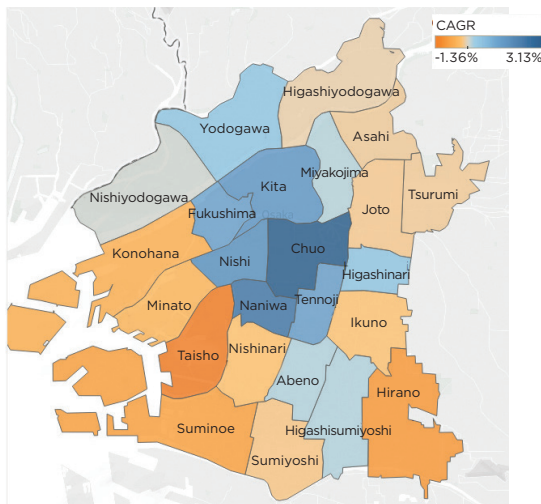 CAGR
-1.36% 3.13%
Higashiyodogawa
Yodogawa
Asahi
Miyakojima
Nishiyodogawa
Kita
Tsurumi
Fukushima
Osaka
Joto
Konohana
Chuo
Nishi
Higashinari
Minato
Naniwa
Tennoji
Ikuno
Taisho
Nishinari
Abeno
Hirano
Suminoe
Higashisumiyoshi
Sumiyoshi